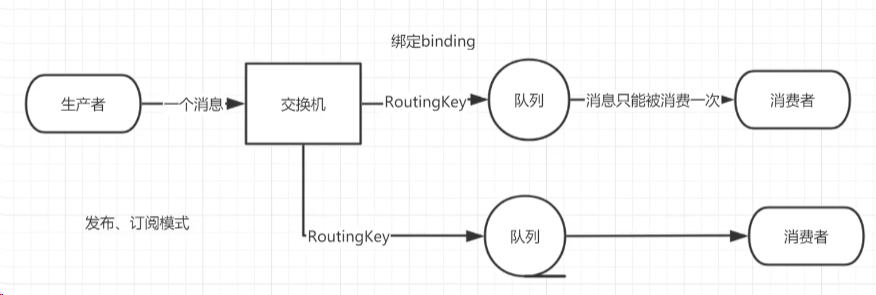 绑定binding
生产者
一个消息
交换机
RoutingKey
队列
消息只能被消费一次
消费者
发布、订阅模式
RoutingKey
队列
消费者